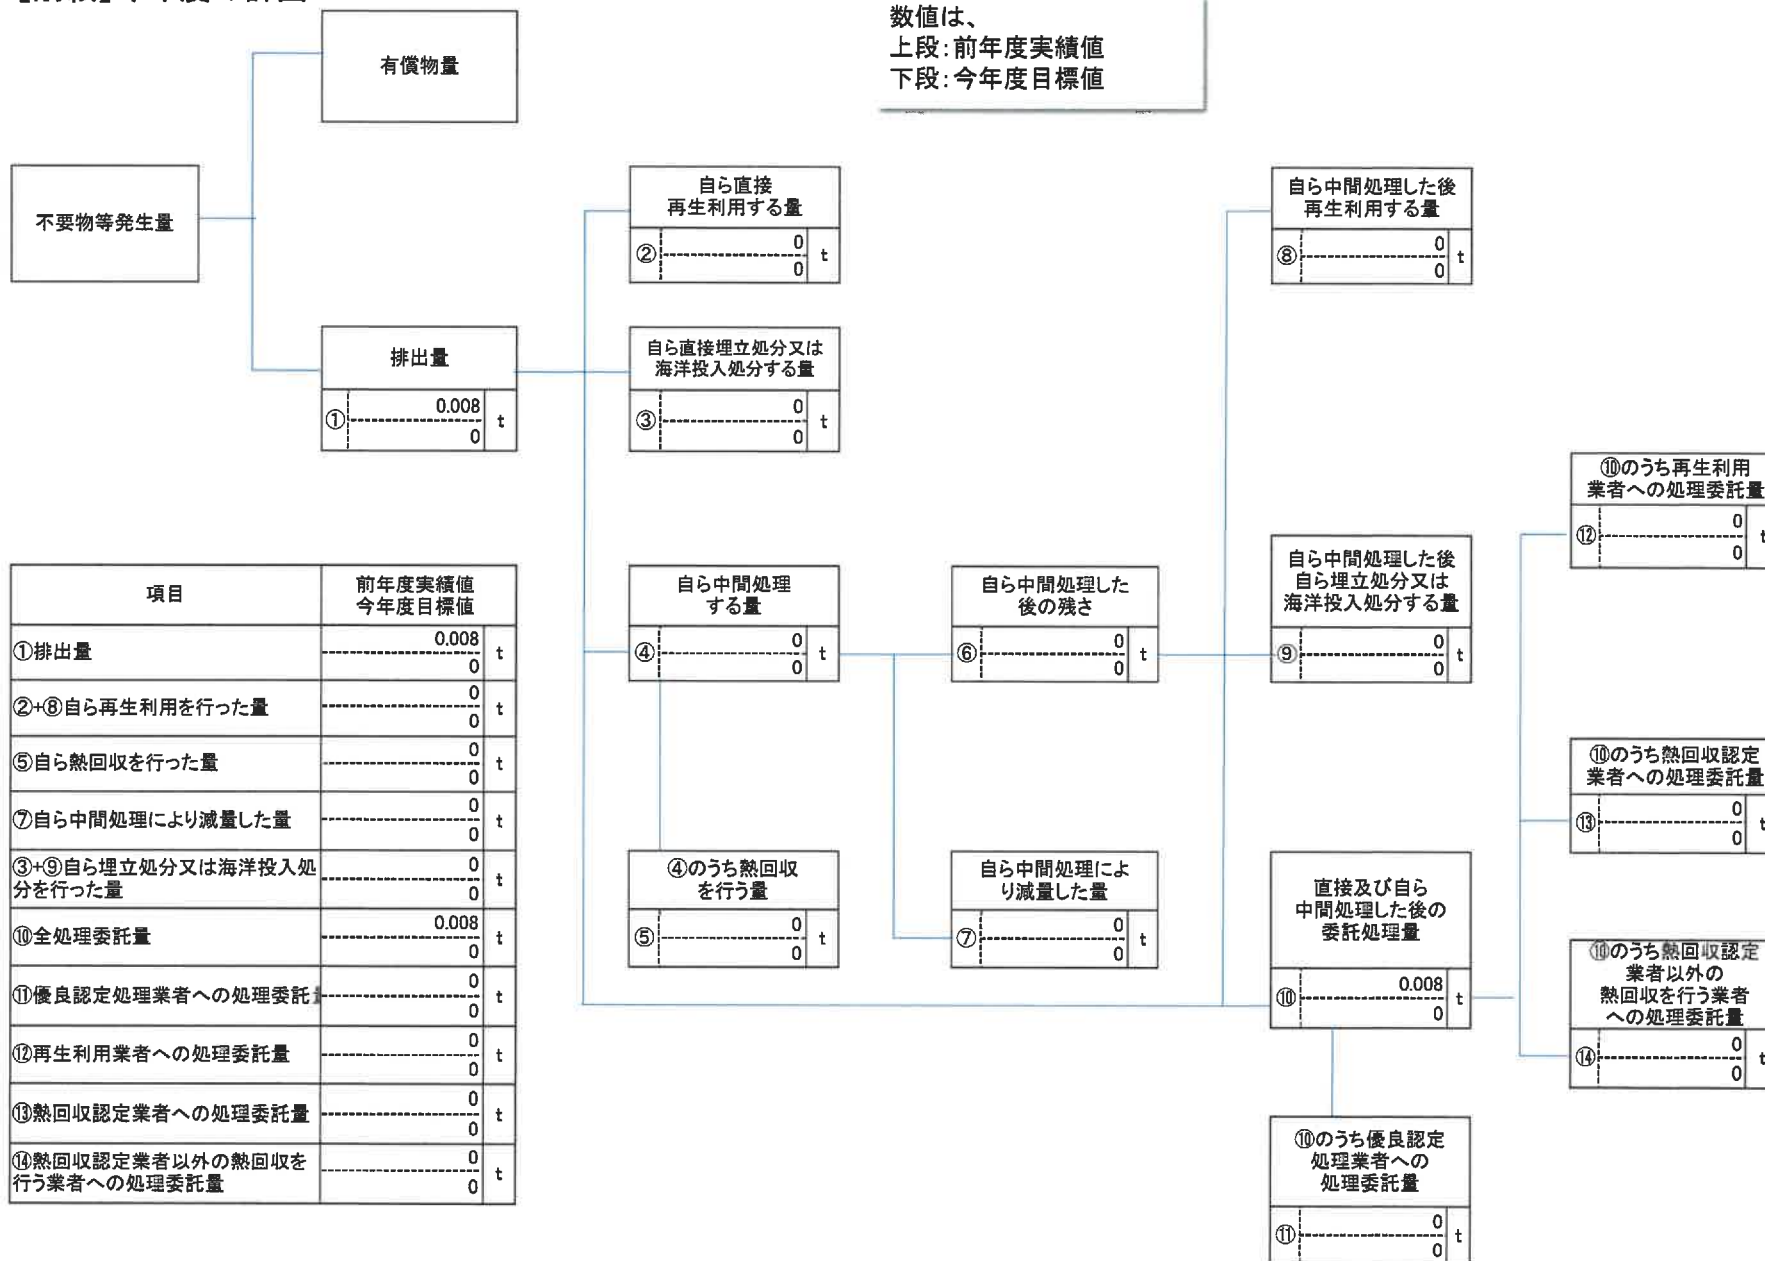 数値は、
上段：前年度実績値
下段：今年度目標値
有償物量
不要物等発生量
排出量
① 0.008 t
0
自ら直接
再生利用する量
② 0 t
0
自ら直接埋立処分又は
海洋投入処分する量
③ 0 t
0
自ら中間処理した後
再生利用する量
⑧ 0 t
0
自ら中間処理
する量
④ 0 t
0
自ら中間処理した
後の残さ
⑥ 0 t
0
自ら中間処理した後
自ら埋立処分又は
海洋投入処分する量
⑨ 0 t
0
④のうち熱回収
を行う量
⑤ 0 t
0
自ら中間処理によ
り減量した量
⑦ 0 t
0
直接及び自ら
中間処理した後の
委託処理量
⑩ 0.008 t
0
⑩のうち再生利用
業者への処理委託量
⑫ 0 t
0
⑩のうち熱回収認定
業者への処理委託量
⑬ 0 t
0
⑩のうち熱回収認定
業者以外の
熱回収を行う業者
への処理委託量
⑭ 0 t
0
⑩のうち優良認定
処理業者への
処理委託量
⑪ 0 t
0
項目 前年度実績値
今年度目標値
①排出量 0.008 t
0
②+⑧自ら再生利用を行った量 0 t
0
⑤自ら熱回収を行った量 0 t
0
⑦自ら中間処理により減量した量 0 t
0
③+⑨自ら埋立処分又は海洋投入処
分を行った量 0 t
0
⑩全処理委託量 0.008 t
0
⑪優良認定処理業者への処理委託 0 t
0
⑫再生利用業者への処理委託量 0 t
0
⑬熱回収認定業者への処理委託量 0 t
0
⑭熱回収認定業者以外の熱回収を
行う業者への処理委託量 0 t
0